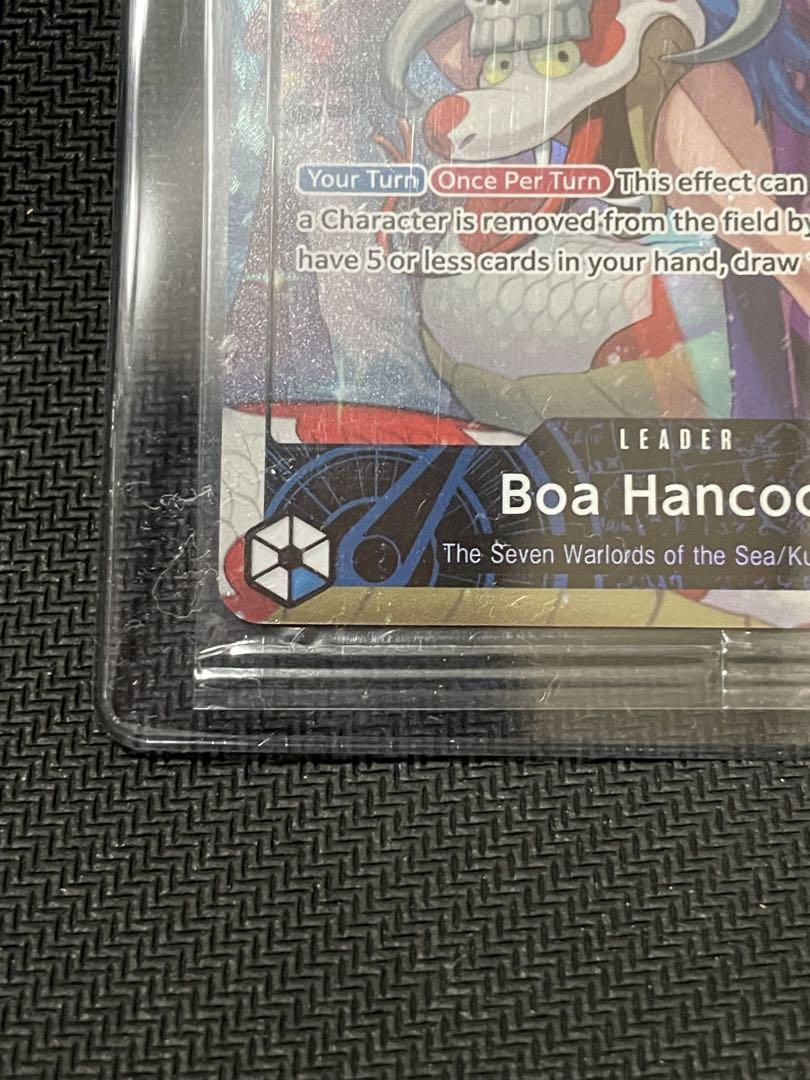 Your Turn Once Per Turn This effect can
a Character is removed from the field by
have 5 or less cards in your hand, draw
LEADER
Boa Hancoc
The Seven Warlords of the Sea/Ku